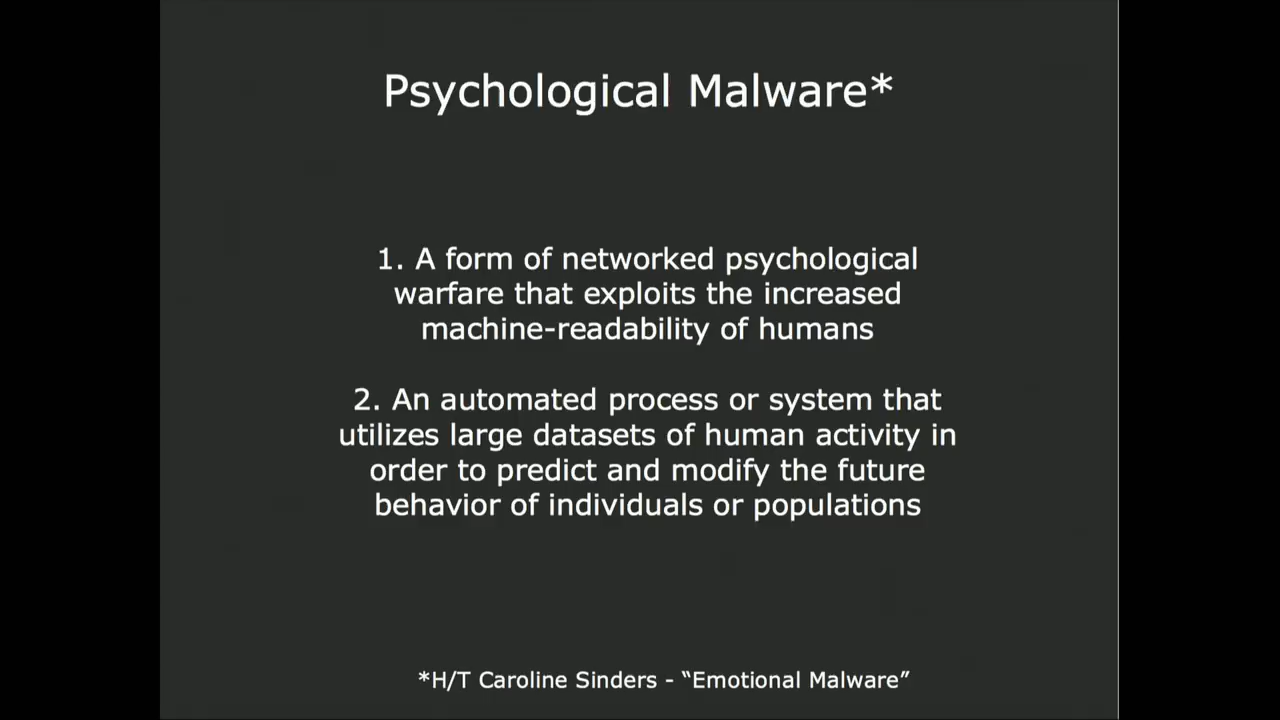 Psychological Malware*
1. A form of networked psychological
warfare that exploits the increased
machine-readability of humans
2. An automated process or system that
utilizes large datasets of human activity in
order to predict and modify the future
behavior of individuals or populations
*H/T Caroline Sinders - “Emotional Malware”